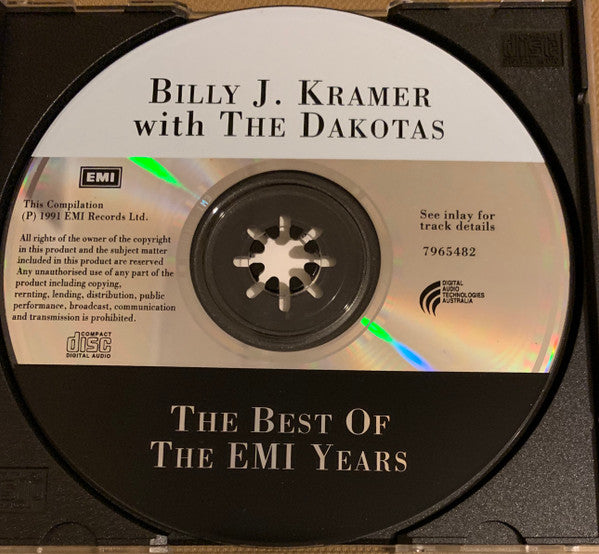 BILLY J. KRAMER
with THE DAKOTAS
EMI
This Compilation
(P) 1991 EMI Records Ltd.
All rights of the owner of the copyright
in this product and the subject matter
included in this product are reserved
Any unauthorised use of any part of the
product including copying,
rernting, lending, distribution, public
performance, broadcast, communication
and transmission is prohibited.
COMPACT
disc
DIGITAL AUDIO
See inlay for
track details
7965482
DIGITAL
AUDIO
TECHNOLOGIES
AUSTRALIA
THE BEST OF
THE EMI YEARS
disc